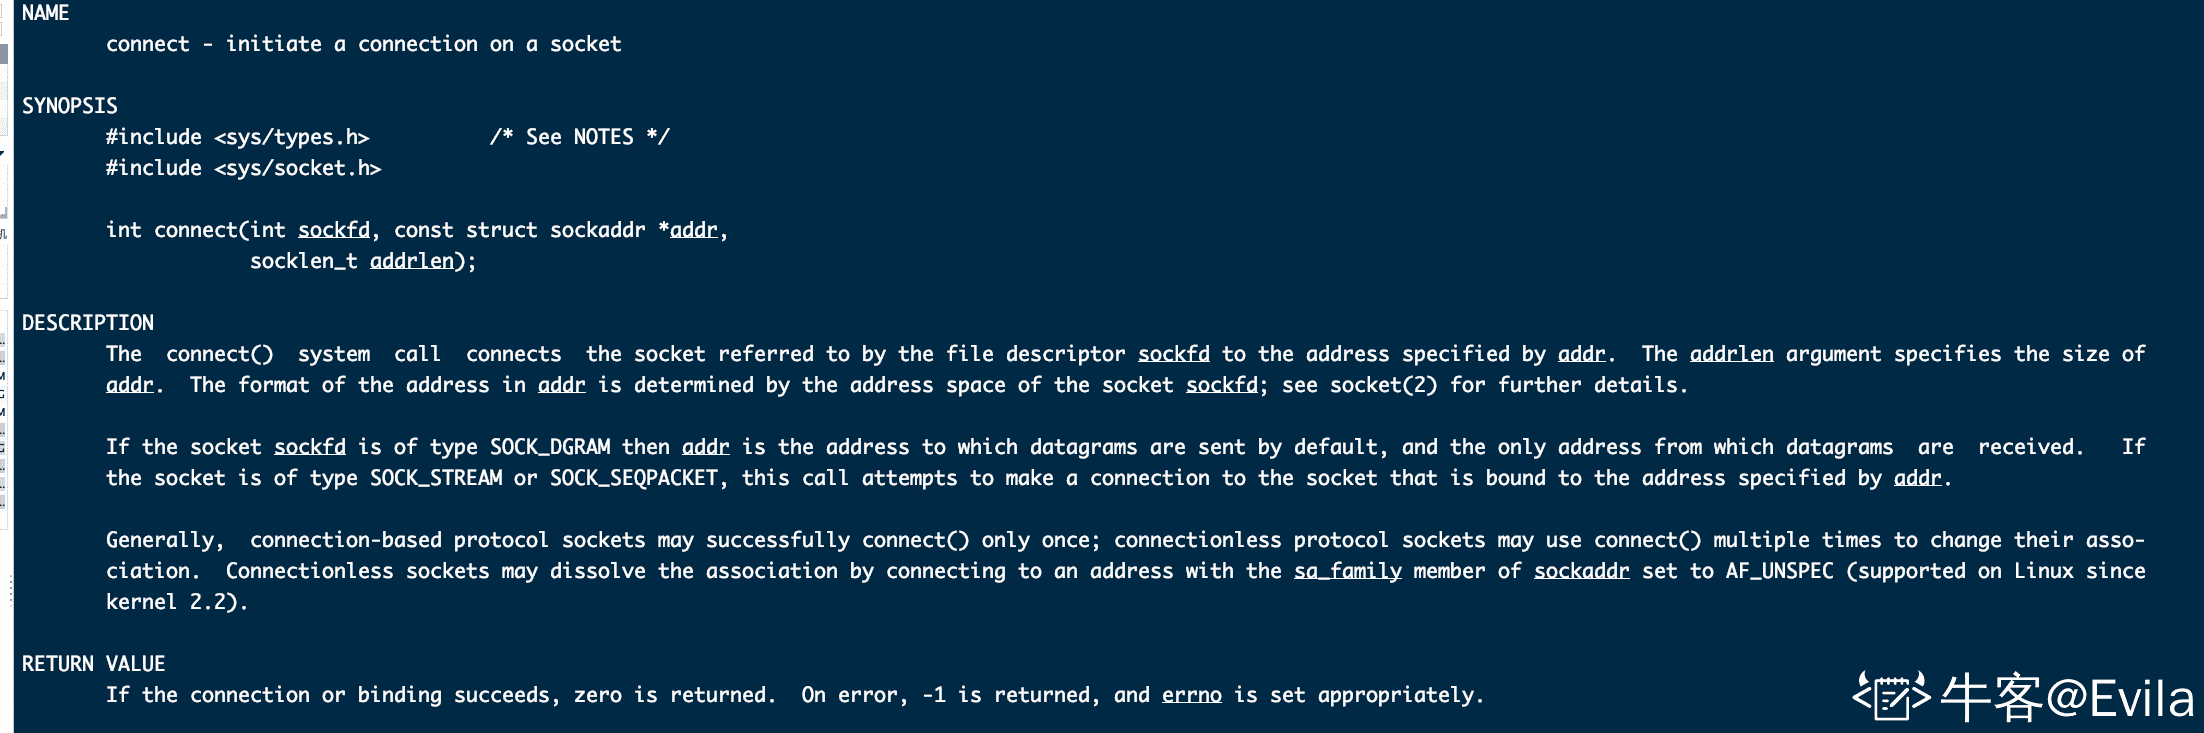 NAME
connect - initiate a connection on a socket
SYNOPSIS
#include <sys/types.h>          /* See NOTES */
#include <sys/socket.h>
int connect(int sockfd, const struct sockaddr *addr,
            socklen_t addrlen);
DESCRIPTION
The  connect()  system  call  connects  the socket referred to by the file descriptor sockfd to the address specified by addr.  The addrlen argument specifies the size of
addr.  The format of the address in addr is determined by the address space of the socket sockfd; see socket(2) for further details.
If the socket sockfd is of type SOCK_DGRAM then addr is the address to which datagrams are sent by default, and the only address from which datagrams  are  received.   If
the socket is of type SOCK_STREAM or SOCK_SEQPACKET, this call attempts to make a connection to the socket that is bound to the address specified by addr.
Generally,  connection-based protocol sockets may successfully connect() only once; connectionless protocol sockets may use connect() multiple times to change their asso-
ciation.  Connectionless sockets may dissolve the association by connecting to an address with the sa_family member of sockaddr set to AF_UNSPEC (supported on Linux since
kernel 2.2).
RETURN VALUE
If the connection or binding succeeds, zero is returned.  On error, -1 is returned, and errno is set appropriately.
牛客@Evila